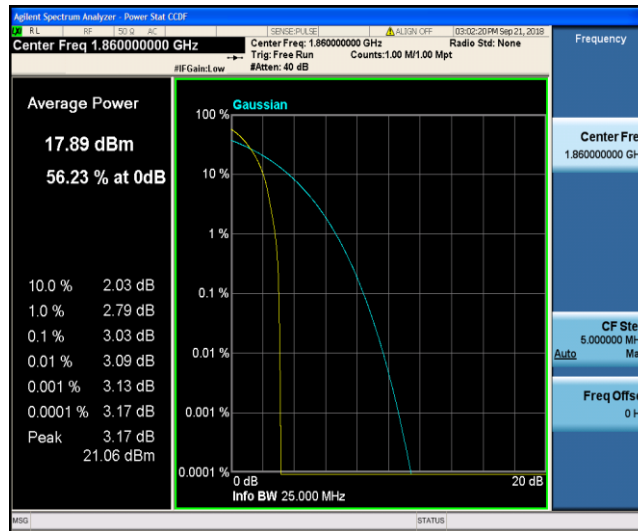 Agilent Spectrum Analyzer - Power Stat CCDF
RL RF 50 Ω AC SENSE:PULSE ALIGN OFF 03:02:20 PM Sep 21, 2018
Center Freq 1.860000000 GHz
Center Freq: 1.860000000 GHz Radio Std: None
Trig: Free Run Counts:1.00 M/1.00 Mpt
#IFGain:Low #Atten: 40 dB
Frequency
Average Power
17.89 dBm
56.23 % at 0dB
10.0 % 2.03 dB
1.0 % 2.79 dB
0.1 % 3.03 dB
0.01 % 3.09 dB
0.001 % 3.13 dB
0.0001 % 3.17 dB
Peak 3.17 dB
21.06 dBm
Gaussian
100 %
10 %
1 %
0.1 %
0.01 %
0.001 %
0.0001 %
0 dB 20 dB
Info BW 25.000 MHz
Center Fre
1.860000000 GH
CF Ste
5.000000 MH
Auto Ma
Freq Offse
0 H
MSG STATUS